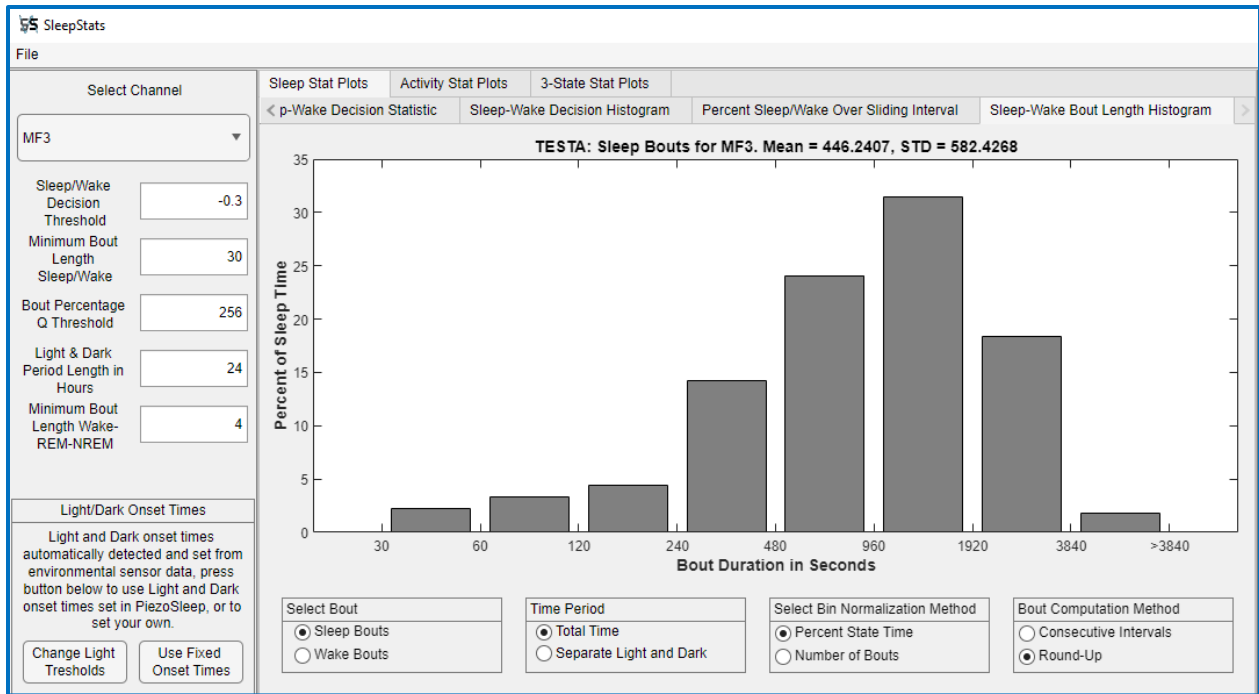 SleepStats
File
Select Channel
MF3
Sleep/Wake
Decision
Threshold
-0.3
Minimum Bout
Length
Sleep/Wake
30
Bout Percentage
Q Threshold
256
Light & Dark
Period Length in
Hours
24
Minimum Bout
Length Wake-
REM-NREM
4
Light/Dark Onset Times
Light and Dark onset times
automatically detected and set from
environmental sensor data, press
button below to use Light and Dark
onset times set in PiezoSleep, or to
set your own.
Change Light
Tresholds
Use Fixed
Onset Times
Sleep Stat Plots
Activity Stat Plots
3-State Stat Plots
p-Wake Decision Statistic
Sleep-Wake Decision Histogram
Percent Sleep/Wake Over Sliding Interval
Sleep-Wake Bout Length Histogram
TESTA: Sleep Bouts for MF3. Mean = 446.2407, STD = 582.4268
Percent of Sleep Time
35
30
25
20
15
10
5
0
30 60 120 240 480 960 1920 3840 >3840
Bout Duration in Seconds
Select Bout
Sleep Bouts
Wake Bouts
Time Period
Total Time
Separate Light and Dark
Select Bin Normalization Method
Percent State Time
Number of Bouts
Bout Computation Method
Consecutive Intervals
Round-Up